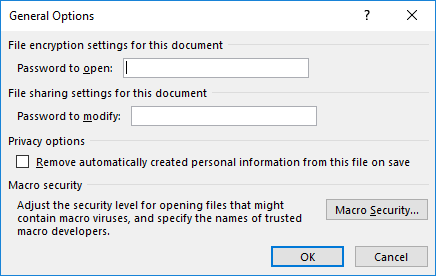 General Options
File encryption settings for this document
Password to open:
File sharing settings for this document
Password to modify:
Privacy options
Remove automatically created personal information from this file on save
Macro security
Adjust the security level for opening files that might
contain macro viruses, and specify the names of trusted
macro developers.
Macro Security...
OK
Cancel